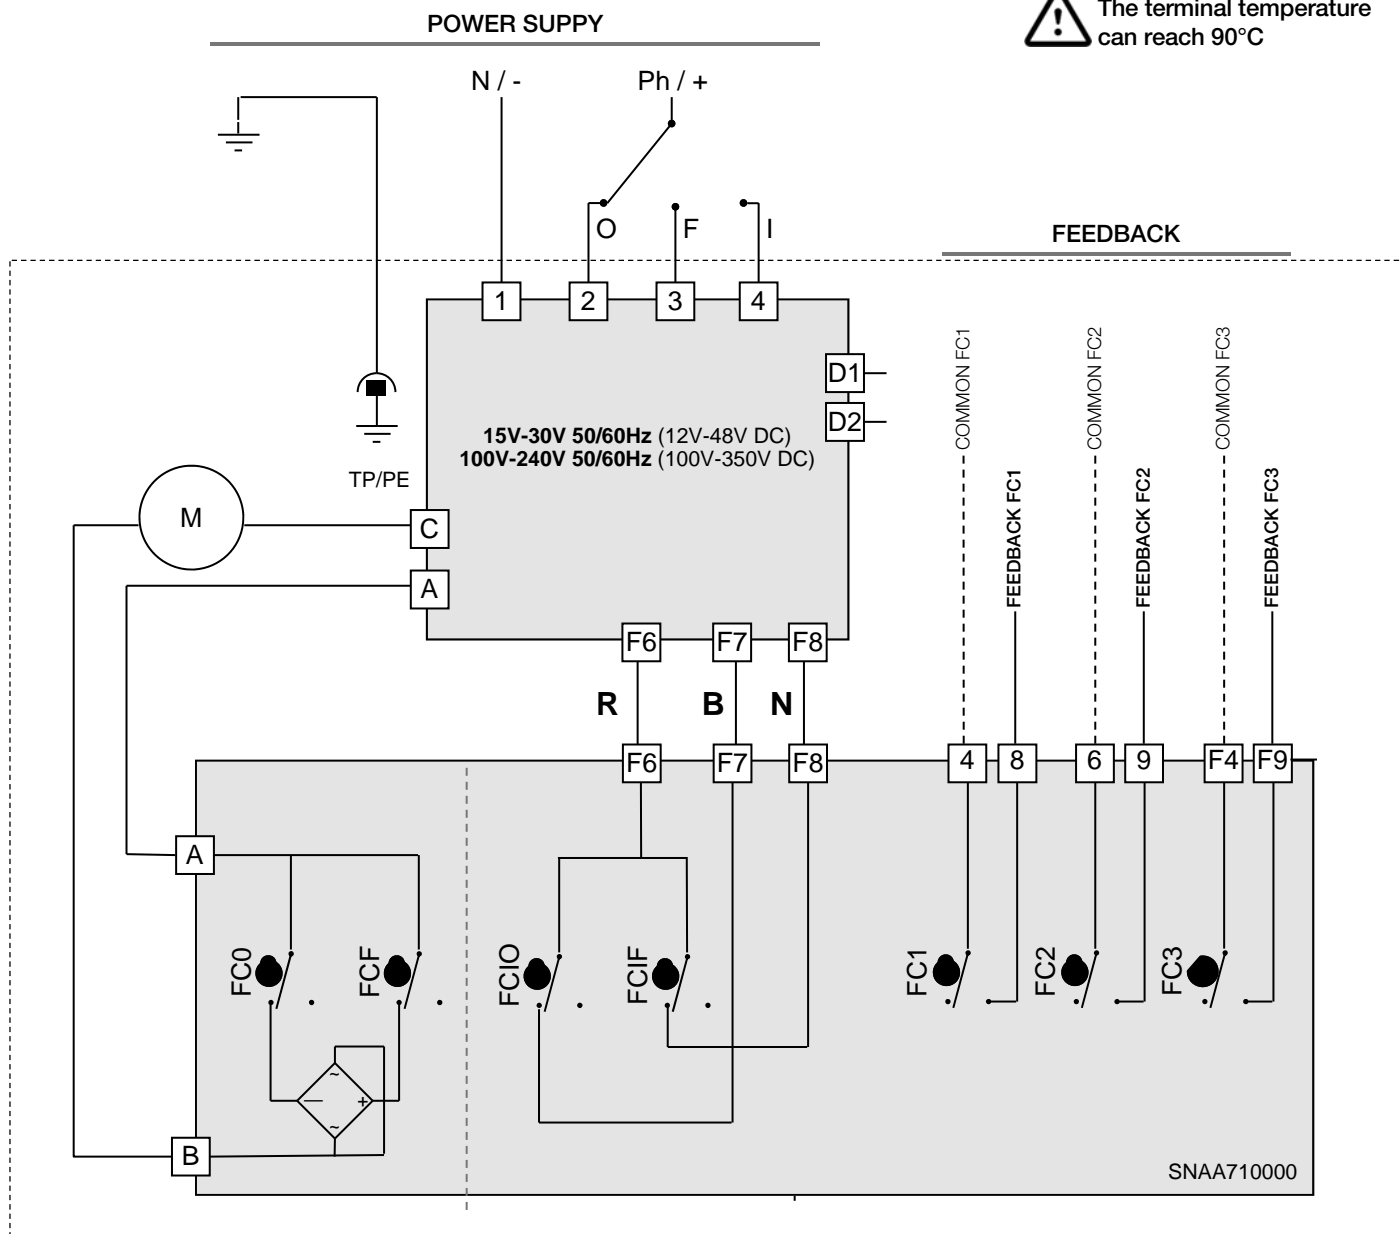 The terminal temperature
can reach 90°C
POWER SUPPY
N / -
Ph / +
O
F
I
FEEDBACK
1
2
3
4
D1
D2
15V-30V 50/60Hz (12V-48V DC)
100V-240V 50/60Hz (100V-350V DC)
TP/PE
M
C
A
COMMON FC1
FEEDBACK FC1
COMMON FC2
FEEDBACK FC2
COMMON FC3
FEEDBACK FC3
F6
F7
F8
R
B
N
F6
F7
F8
4
8
6
9
F4
F9
A
FC0
FCF
FCIO
FCIF
FC1
FC2
FC3
~
—
+
~
B
SNAA710000